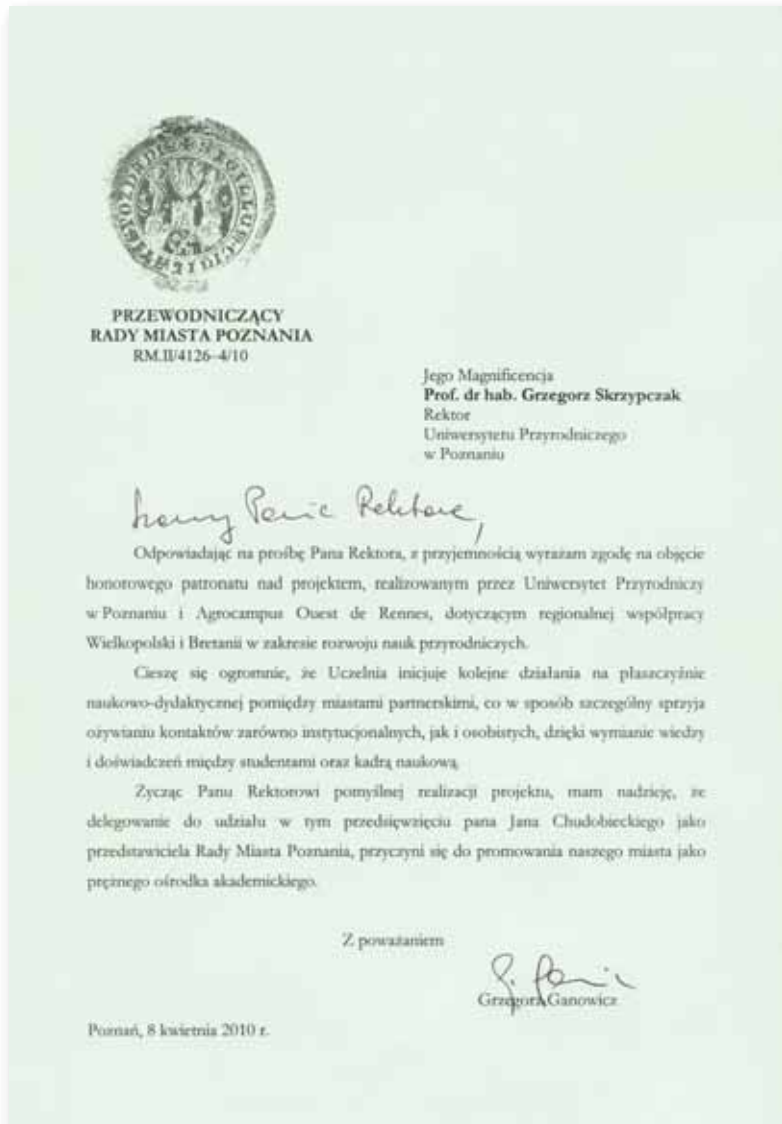 PRZEWODNICZĄCY
RADY MIASTA POZNANIA
RM.II/4126-4/10
Jego Magnificencja
Prof. dr hab. Grzegorz Skrzypczak
Rektor
Uniwersytetu Przyrodniczego
w Poznaniu
Panie Rektorze,
Odpowiadając na prośbę Pana Rektora, z przyjemnością wyrażam zgodę na objęcie
honorowego patronatu nad projektem, realizowanym przez Uniwersytet Przyrodniczy
w Poznaniu i Agrocampus Ouest de Rennes, dotyczącym regionalnej współpracy
Wielkopolski i Bretanii w zakresie rozwoju nauk przyrodniczych.
Cieszę się ogromnie, że Uczelnia inicjuje kolejne działania na płaszczyźnie
naukowo-dydaktycznej pomiędzy miastami partnerskimi, co w sposób szczególny sprzyja
ożywianiu kontaktów zarówno instytucjonalnych, jak i osobistych, dzięki wymianie wiedzy
i doświadczeń między studentami oraz kadrą naukową.
Życząc Panu Rektorowi pomyślnej realizacji projektu, mam nadzieję, że
delegowanie do udziału w tym przedsięwzięciu pana Jana Chudobieckiego jako
przedstawiciela Rady Miasta Poznania, przyczyni się do promowania naszego miasta jako
prężnego ośrodka akademickiego.
Z poważaniem
Grzegorz Ganowicz
Poznań, 8 kwietnia 2010 r.